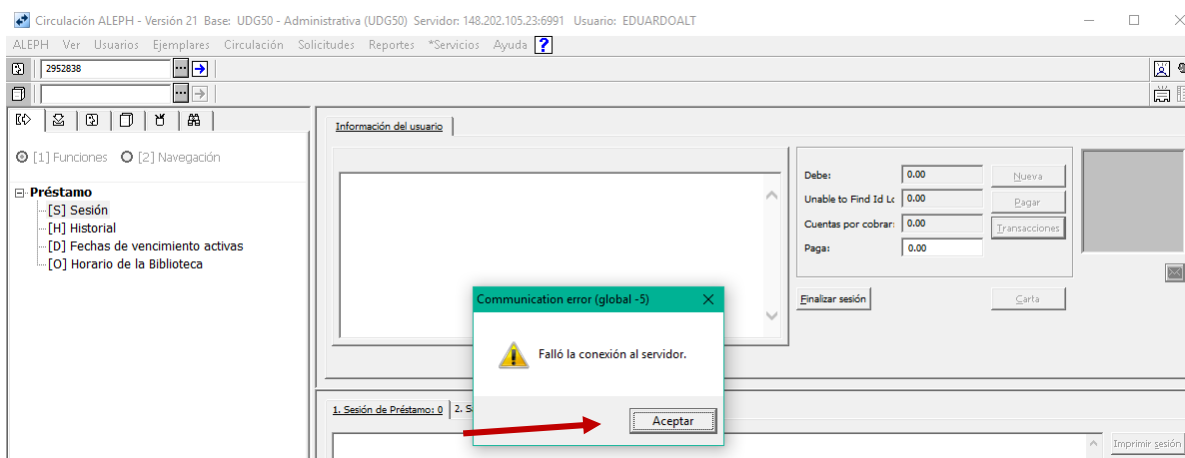 Circulación ALEPH - Versión 21 Base: UDG50 - Administrativa (UDG50) Servidor: 148.202.105.23:6991 Usuario: EDUARDOALT
ALEPH Ver Usuarios Ejemplares Circulación Solicitudes Reportes *Servicios Ayuda ?
2952838
[1] Funciones [2] Navegación
Préstamo
[S] Sesión
[H] Historial
[D] Fechas de vencimiento activas
[O] Horario de la Biblioteca
Información del usuario
Debe: 0.00 Nueva
Unable to Find Id 0.00 Pagar
Cuentas por cobrar: 0.00 Transacciones
Paga: 0.00
Finalizar sesión Carta
Communication error (global -5)
Falló la conexión al servidor.
Aceptar
1. Sesión de Préstamo: 0 2. S
Imprimir sesión